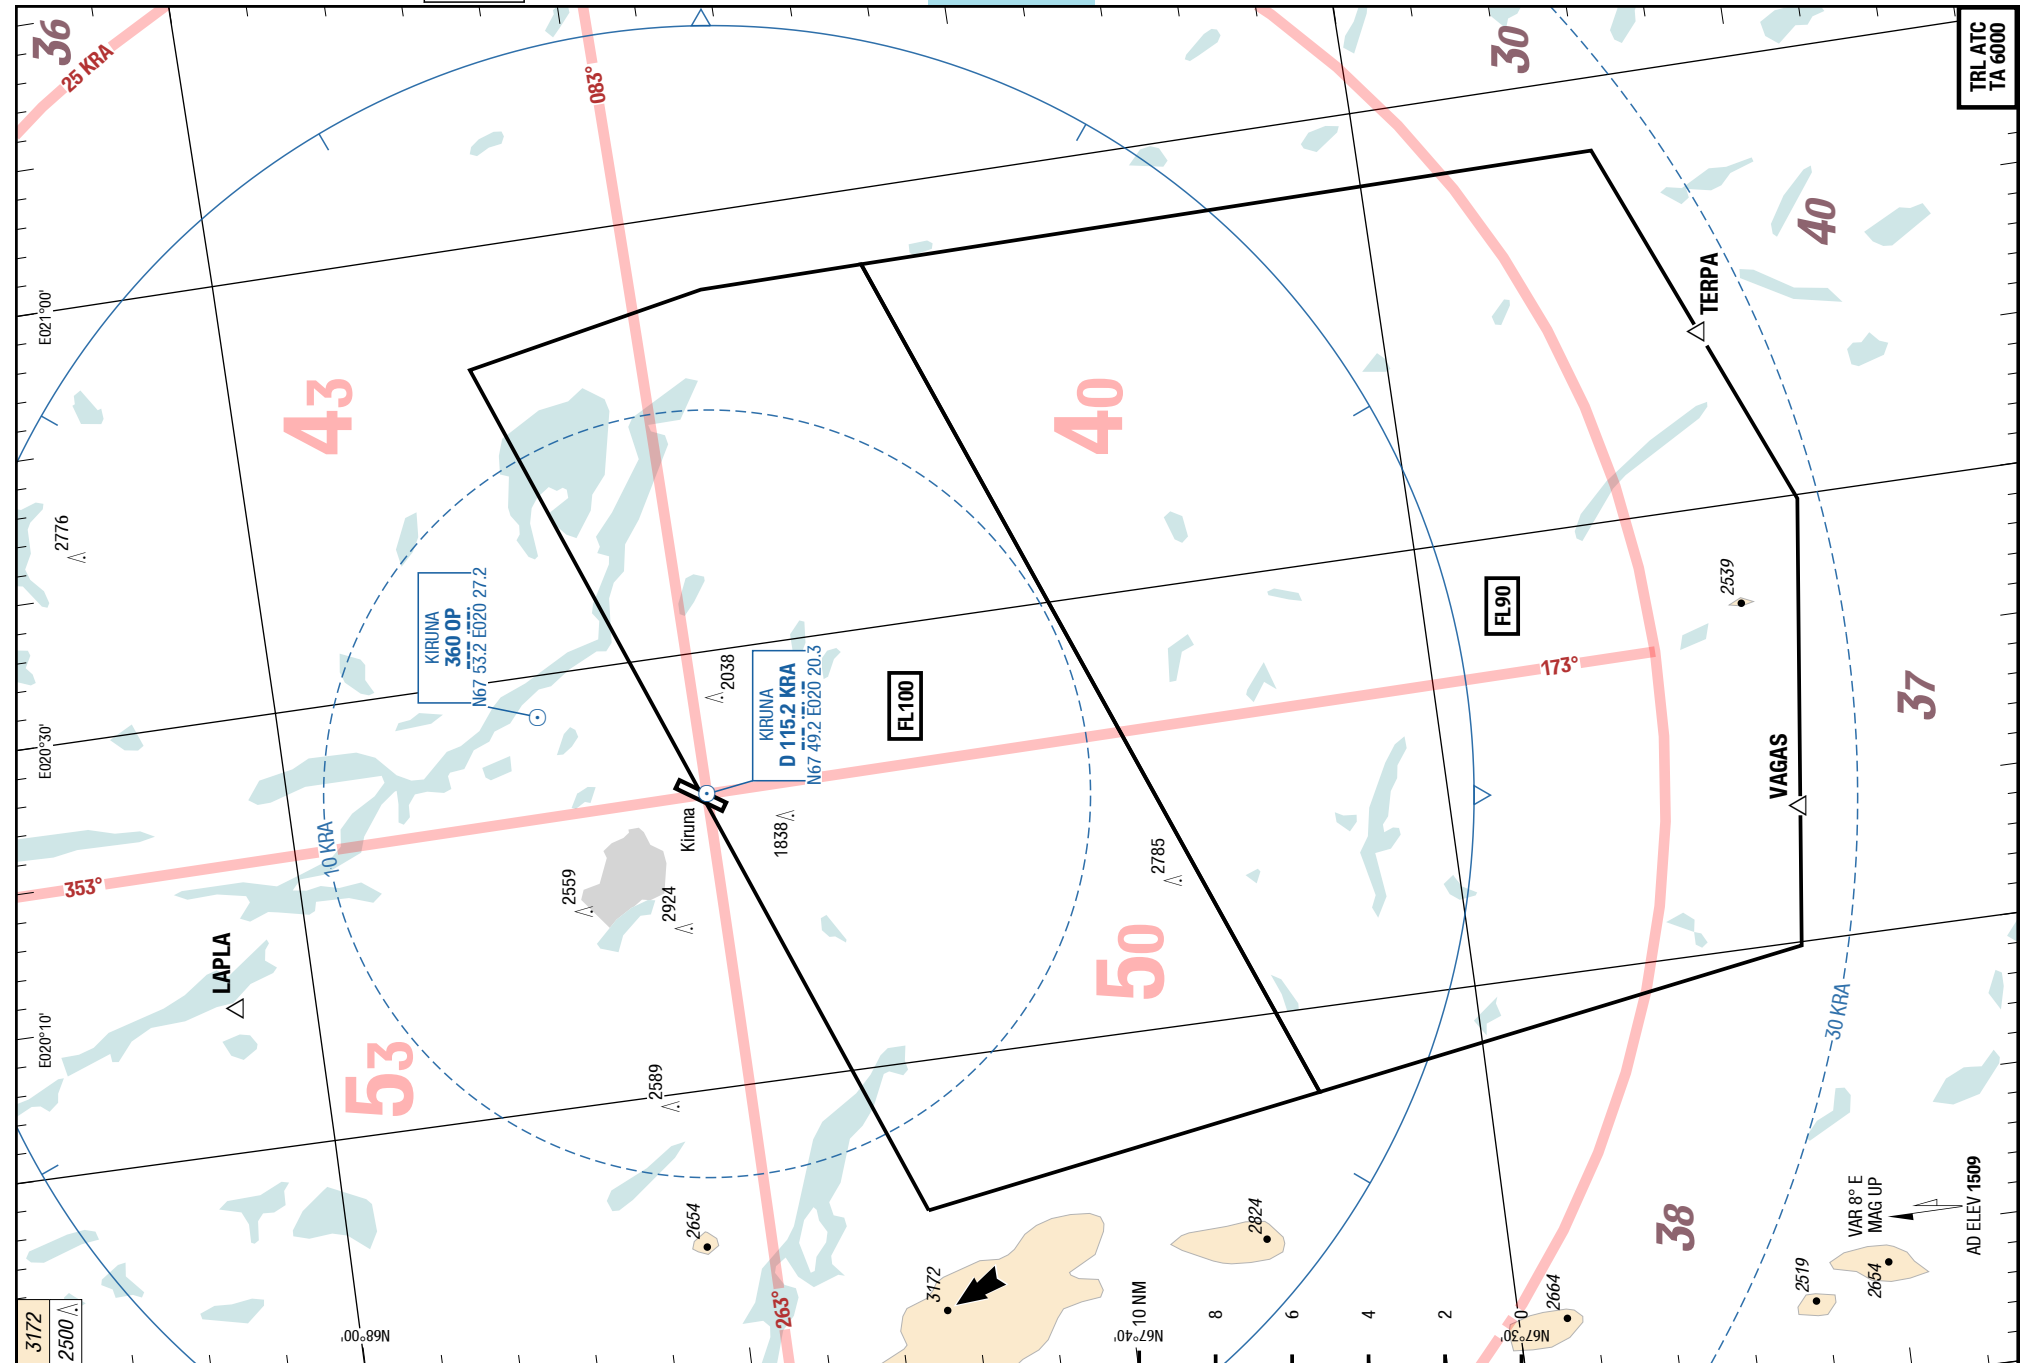 36
25 KRA
083°
30
TRL ATC
TA 6000
40
TERPA
E021°00'
43
40
2776
KIRUNA
360 OP
N67 53.2 E020 27.2
2038
KIRUNA
D 115.2 KRA
N67 49.2 E020 20.3
FL100
FL90
2539
173°
37
VAGAS
E020°30'
Kiruna
1838
2785
10 KRA
353°
2559
2924
LAPLA
50
30 KRA
E020°10'
53
2589
2654
2824
3172
38
VAR 8° E
MAG UP
AD ELEV 1509
2519
2654
2664
263°
3172
2500
N68°00'
N67°40'
N67°30'
10 NM
8
6
4
2
0